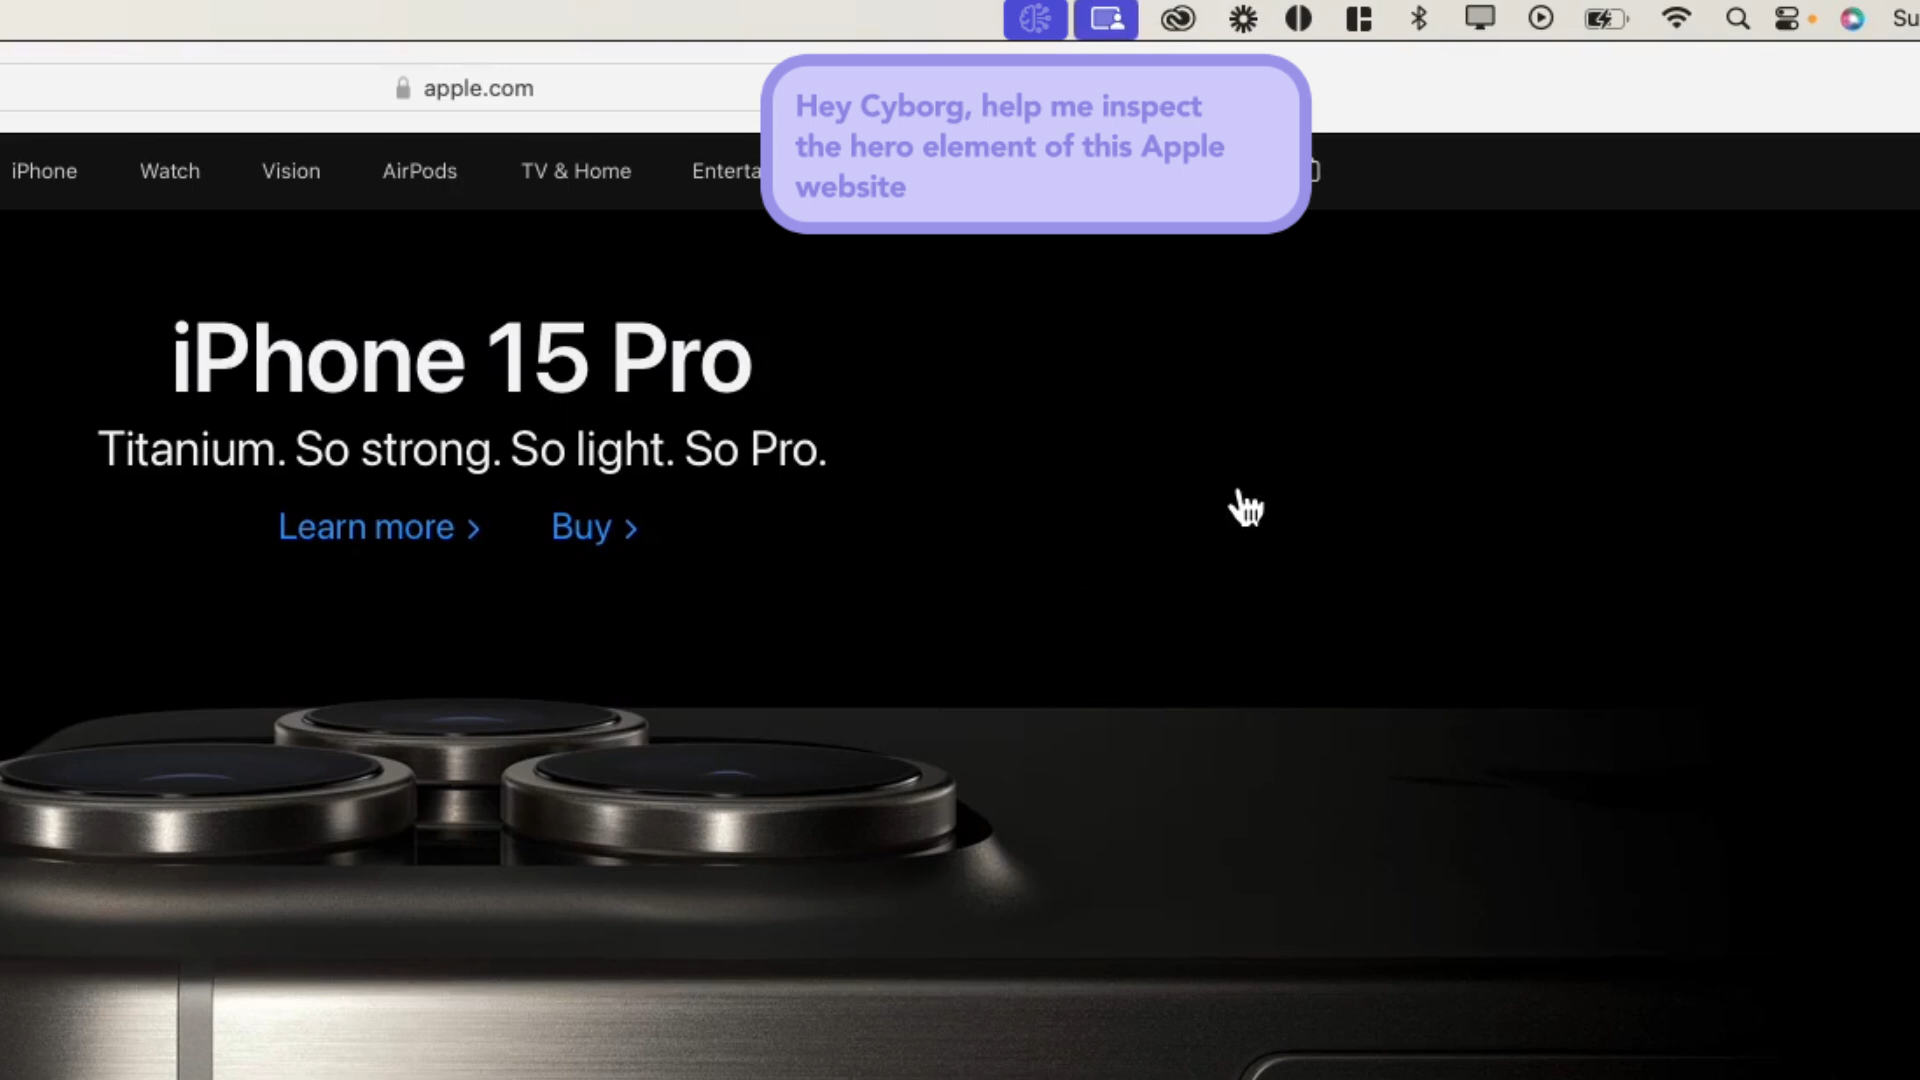 Su
apple.com
Hey Cyborg, help me inspect
the hero element of this Apple
website
iPhone Watch Vision AirPods TV & Home Enterta
iPhone 15 Pro
Titanium. So strong. So light. So Pro.
Learn more > Buy >